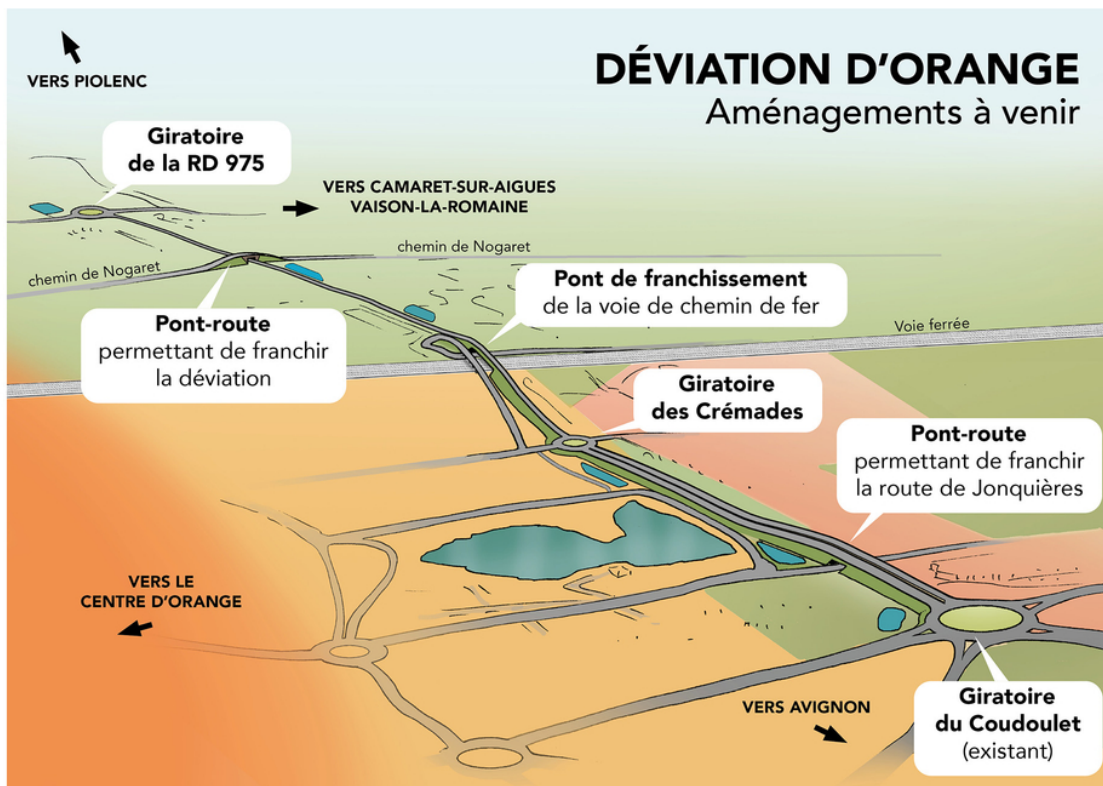 DÉVIATION D'ORANGE
Aménagements à venir
VERS PIOLENC
Giratoire
de la RD 975
VERS CAMARET-SUR-AIGUES
VAISON-LA-ROMAINE
chemin de Nogaret
chemin de Nogaret
Pont de franchissement
de la voie de chemin de fer
Pont-route
permettant de franchir
la déviation
Voie ferrée
Giratoire
des Crémades
Pont-route
permettant de franchir
la route de Jonquières
VERS LE
CENTRE D'ORANGE
VERS AVIGNON
Giratoire
du Coudoulet
(existant)